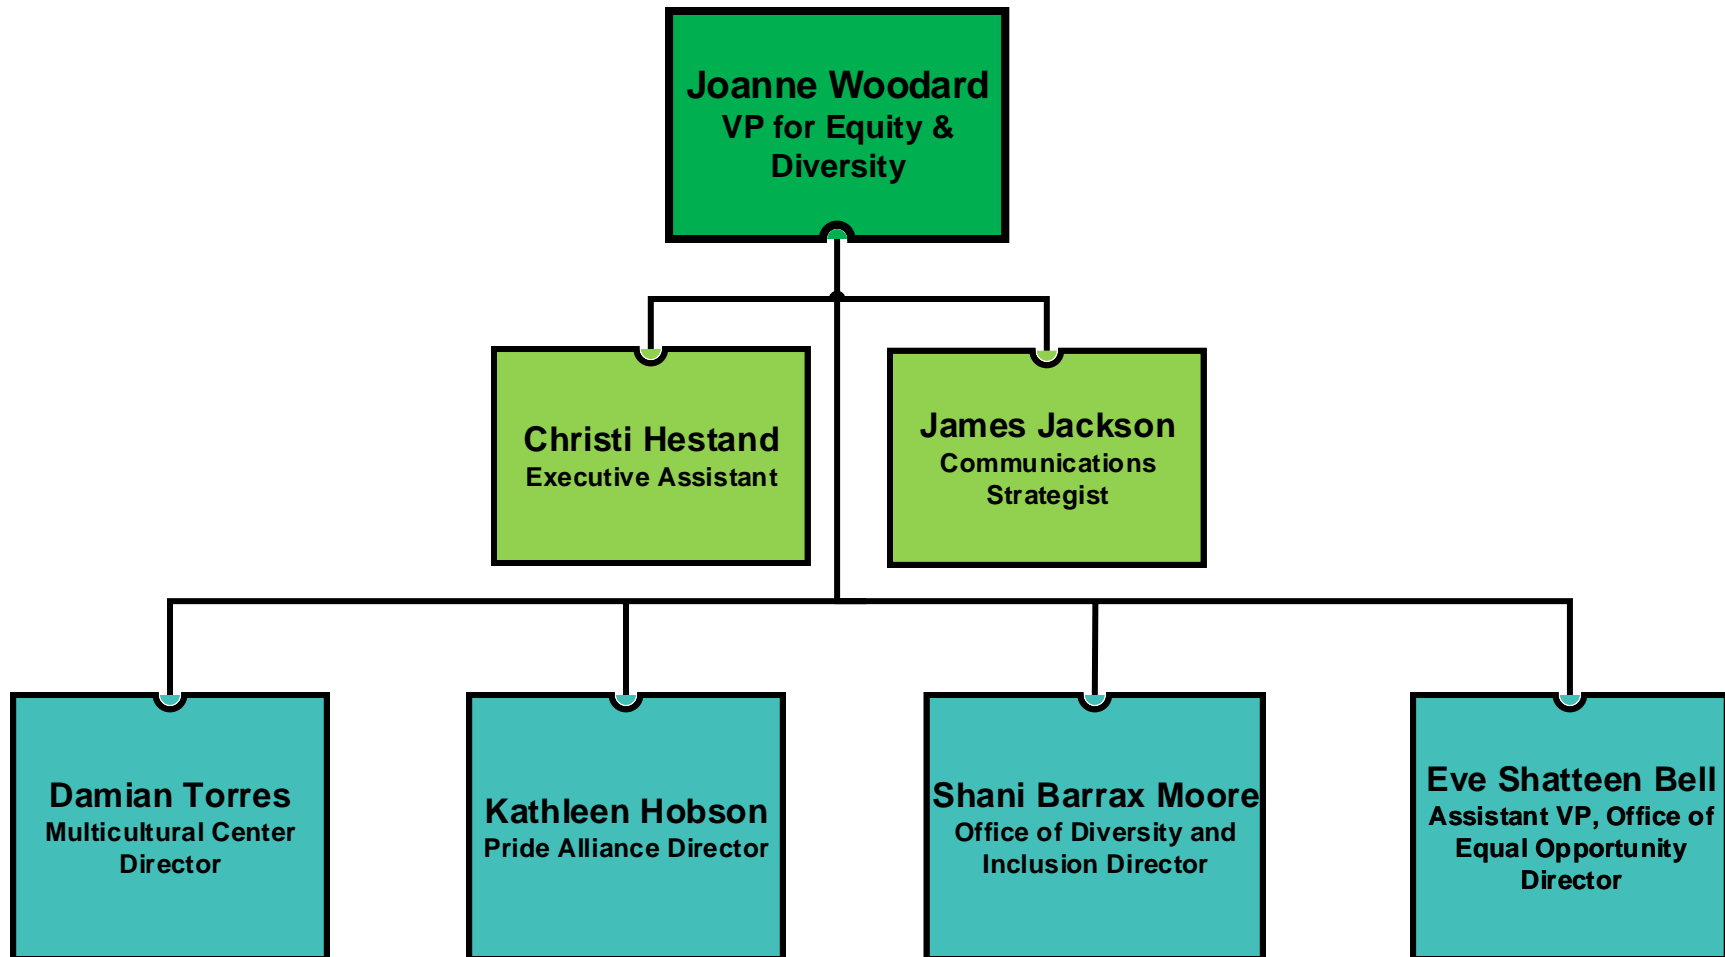 Joanne Woodard
VP for Equity &
Diversity
Christi Hestand
Executive Assistant
James Jackson
Communications
Strategist
Damian Torres
Multicultural Center
Director
Kathleen Hobson
Pride Alliance Director
Shani Barrax Moore
Office of Diversity and
Inclusion Director
Eve Shatteen Bell
Assistant VP, Office of
Equal Opportunity
Director